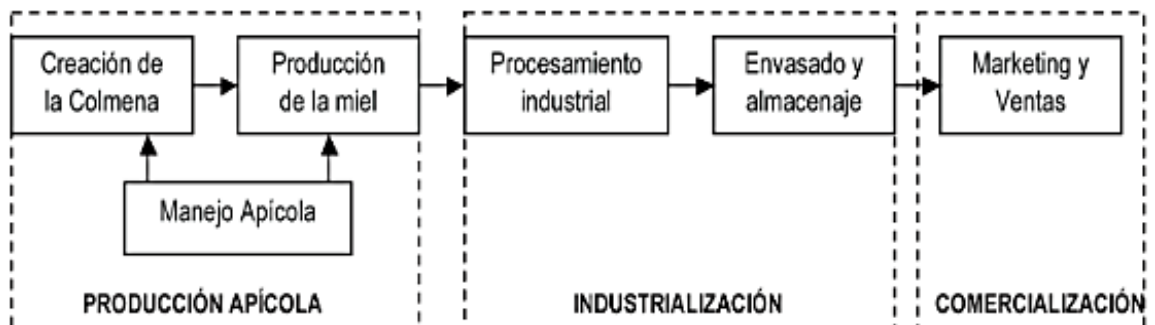 Creación de
la Colmena
Producción
de la miel
Procesamiento
industrial
Envasado y
almacenaje
Marketing y
Ventas
Manejo Apícola
PRODUCCIÓN APÍCOLA
INDUSTRIALIZACIÓN
COMERCIALIZACIÓN